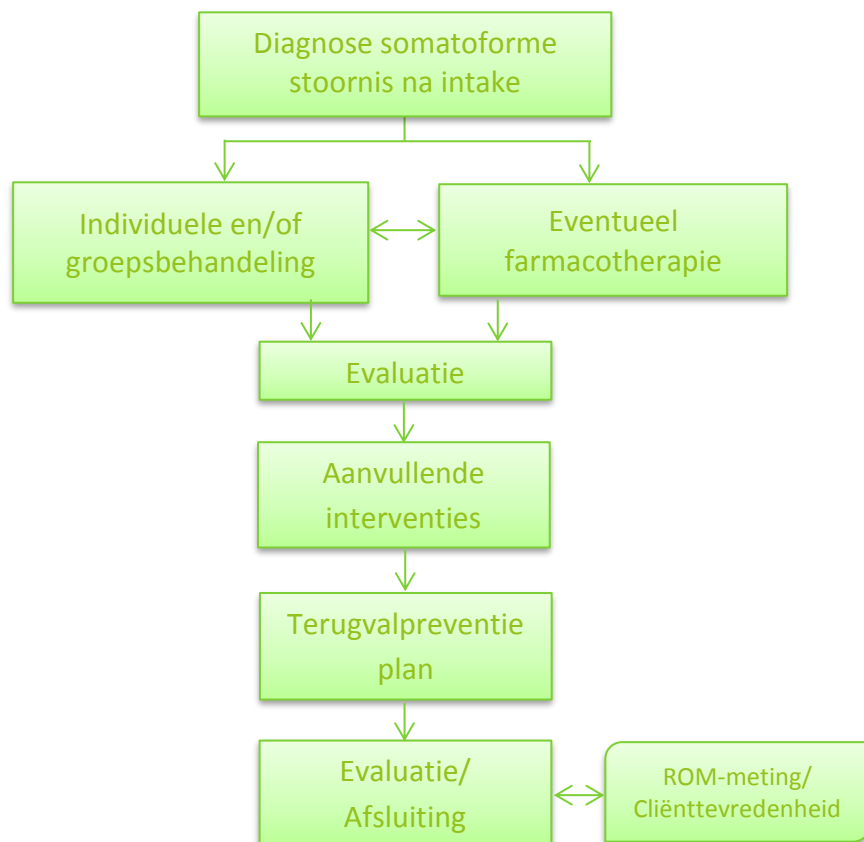 Diagnose somatoforme
stoornis na intake
Individuele en/of
groepsbehandeling
Eventueel
farmacotherapie
Evaluatie
Aanvullende
interventies
Terugvalpreventie
plan
Evaluatie/
Afsluiting
ROM-meting/
Cliënttevredenheid